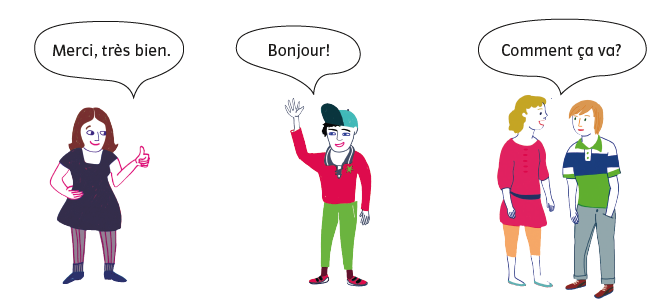 Merci, très bien.
Bonjour!
Comment ça va?